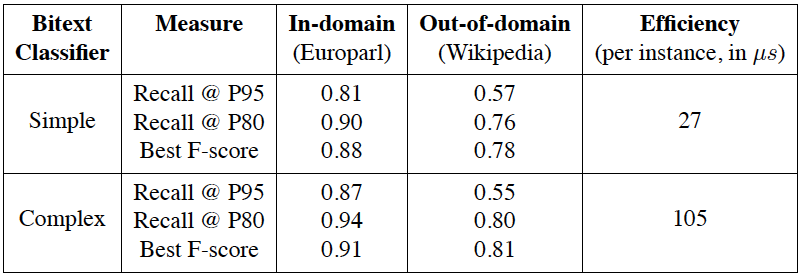 Bitext Classifier Measure In-domain (Europarl) Out-of-domain (Wikipedia) Efficiency (per instance, in μs)
Simple Recall @ P95 0.81 0.57 27
Recall @ P80 0.90 0.76
Best F-score 0.88 0.78
Complex Recall @ P95 0.87 0.55 105
Recall @ P80 0.94 0.80
Best F-score 0.91 0.81